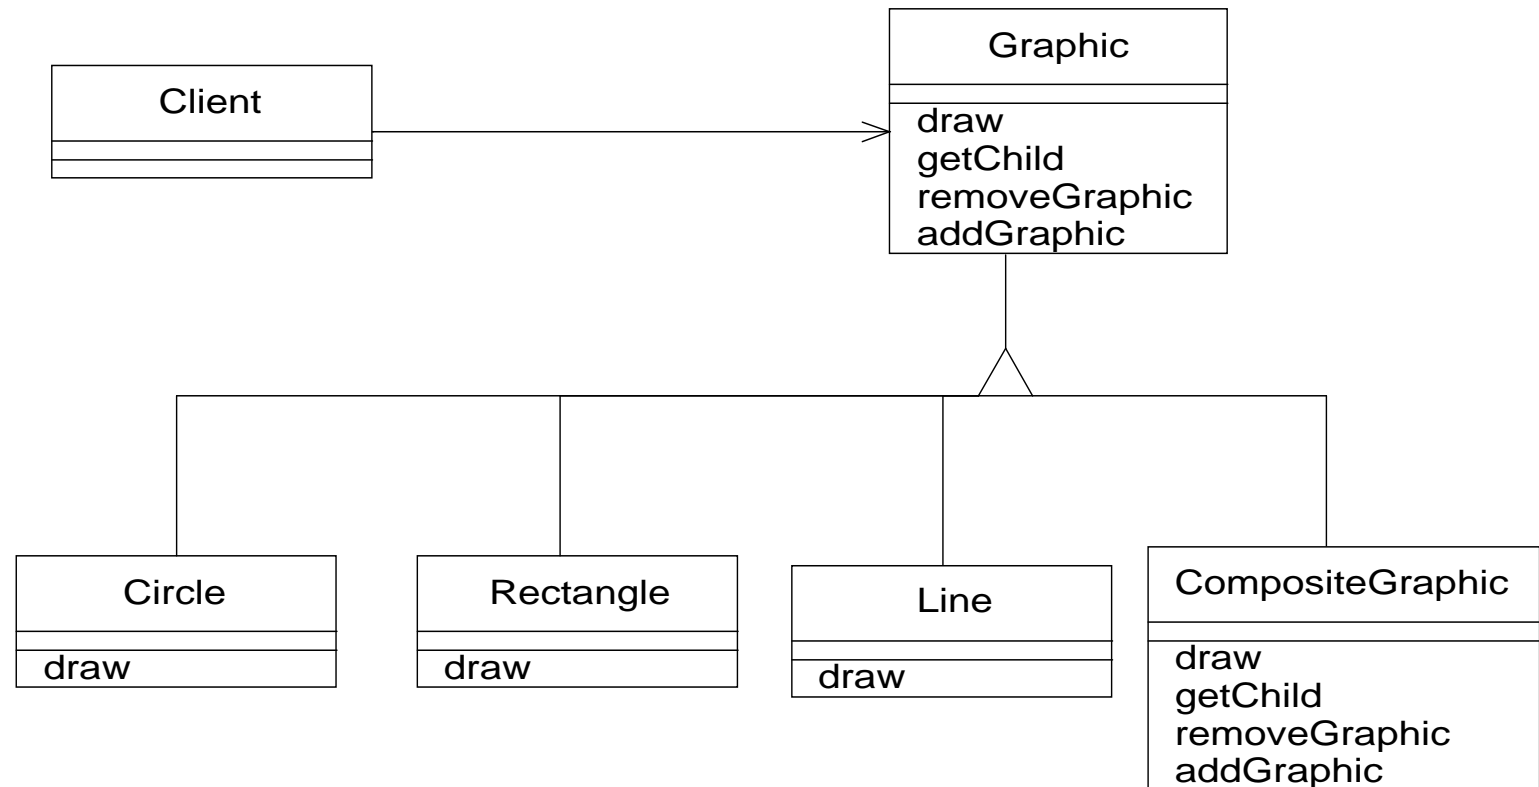 Graphic
Client
draw
getChild
removeGraphic
addGraphic
Circle
draw
Rectangle
draw
Line
draw
CompositeGraphic
draw
getChild
removeGraphic
addGraphic